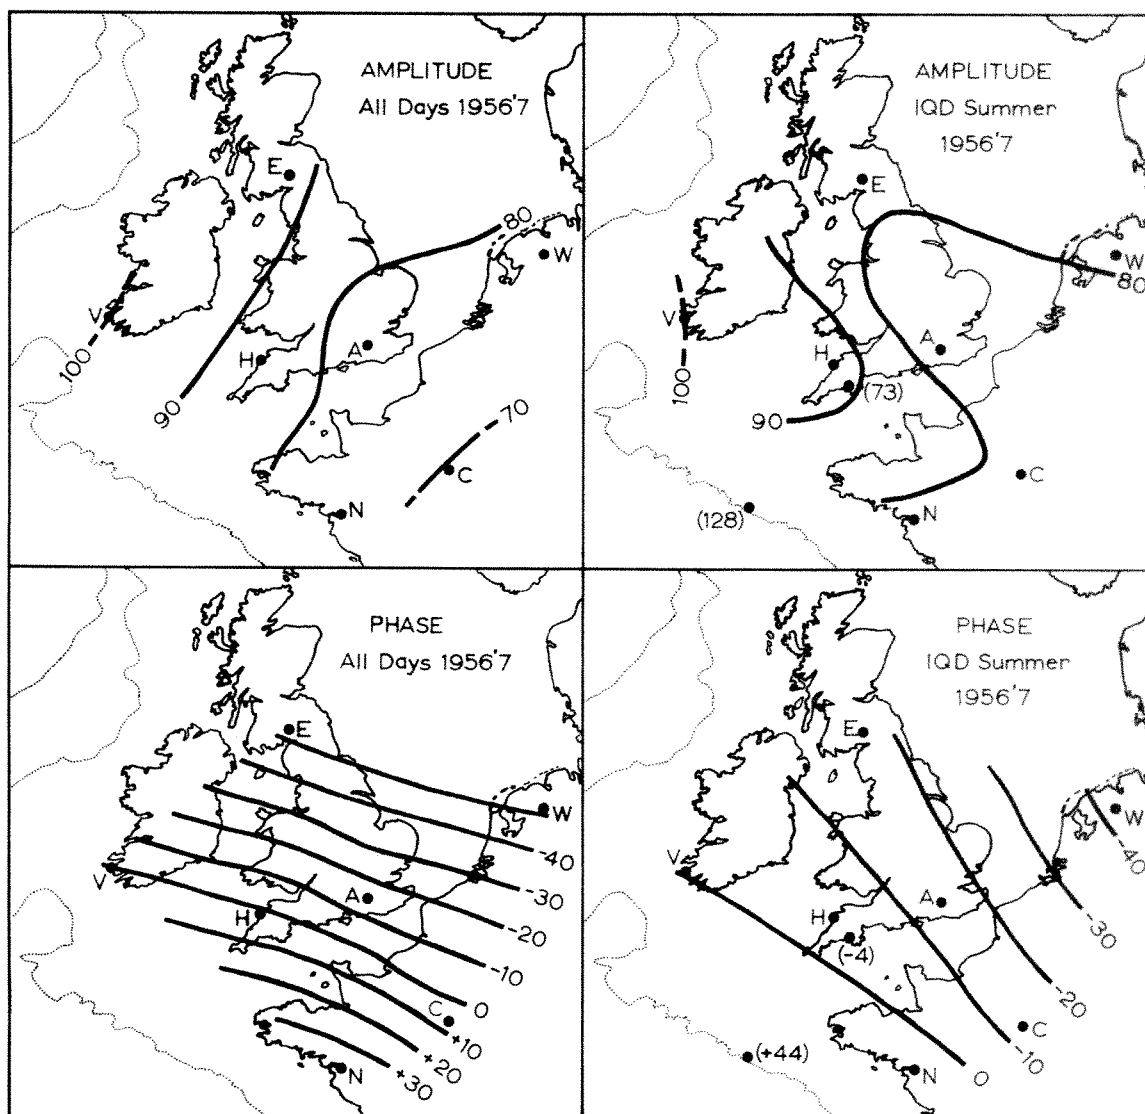 AMPLITUDE
All Days 1956'7
E
80
W
V
100
H
A
90
70
C
N
AMPLITUDE
IQD Summer
1956'7
E
W
80
V
H
A
100
(73)
90
C
(128)
N
PHASE
All Days 1956'7
E
W
-40
V
-30
A
H
-20
-10
0
C
+10
+20
N
+30
PHASE
IQD Summer
1956'7
E
W
-40
V
A
H
-30
(-4)
-20
C
-10
(+44)
N
0